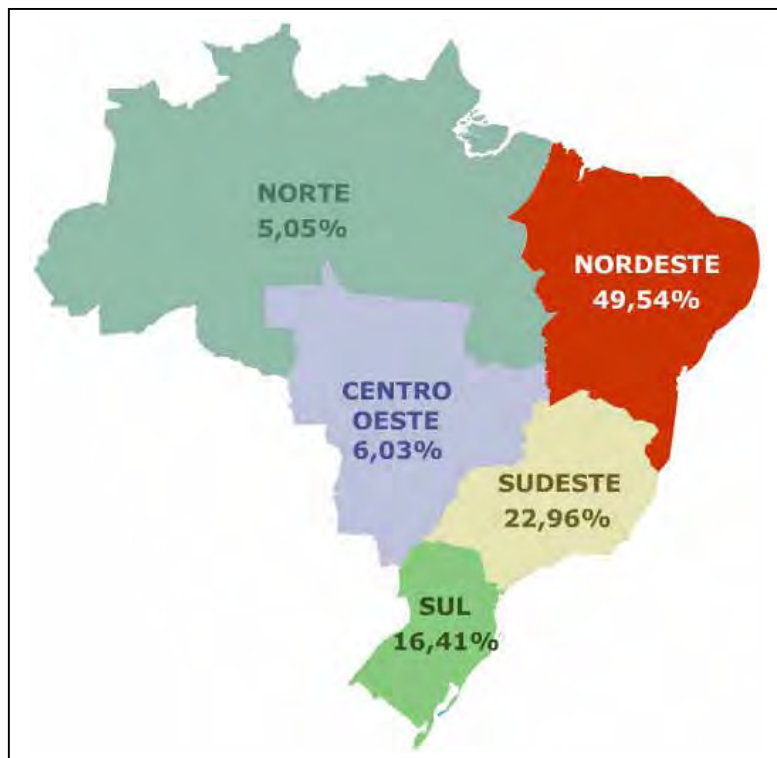 NORTE
5,05%
NORDESTE
49,54%
CENTRO
OESTE
6,03%
SUDESTE
22,96%
SUL
16,41%